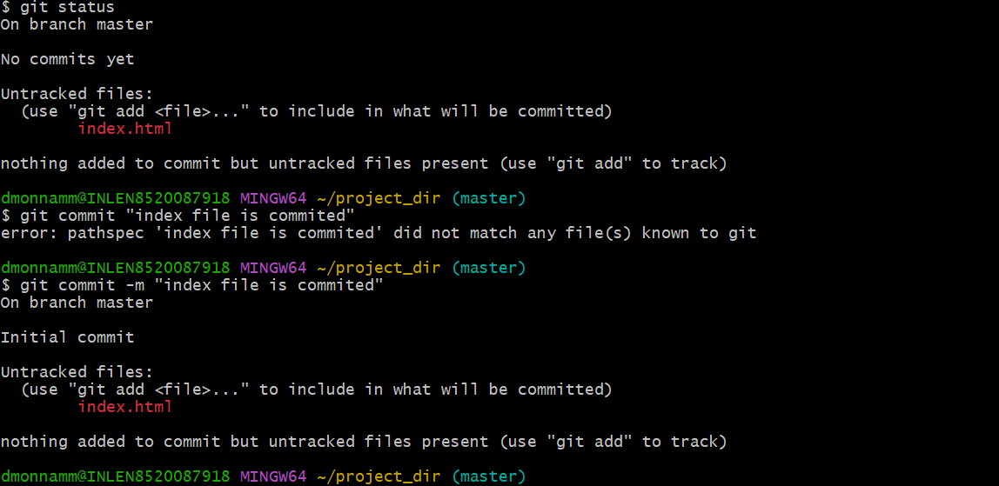 $ git status
On branch master
No commits yet
Untracked files:
(use "git add <file>..." to include in what will be committed)
index.html
nothing added to commit but untracked files present (use "git add" to track)
dmonnamm@INLEN8520087918 MINGW64 ~/project_dir (master)
$ git commit "index file is commited"
error: pathspec 'index file is commited' did not match any file(s) known to git
dmonnamm@INLEN8520087918 MINGW64 ~/project_dir (master)
$ git commit -m "index file is commited"
On branch master
Initial commit
Untracked files:
(use "git add <file>..." to include in what will be committed)
index.html
nothing added to commit but untracked files present (use "git add" to track)
dmonnamm@INLEN8520087918 MINGW64 ~/project_dir (master)